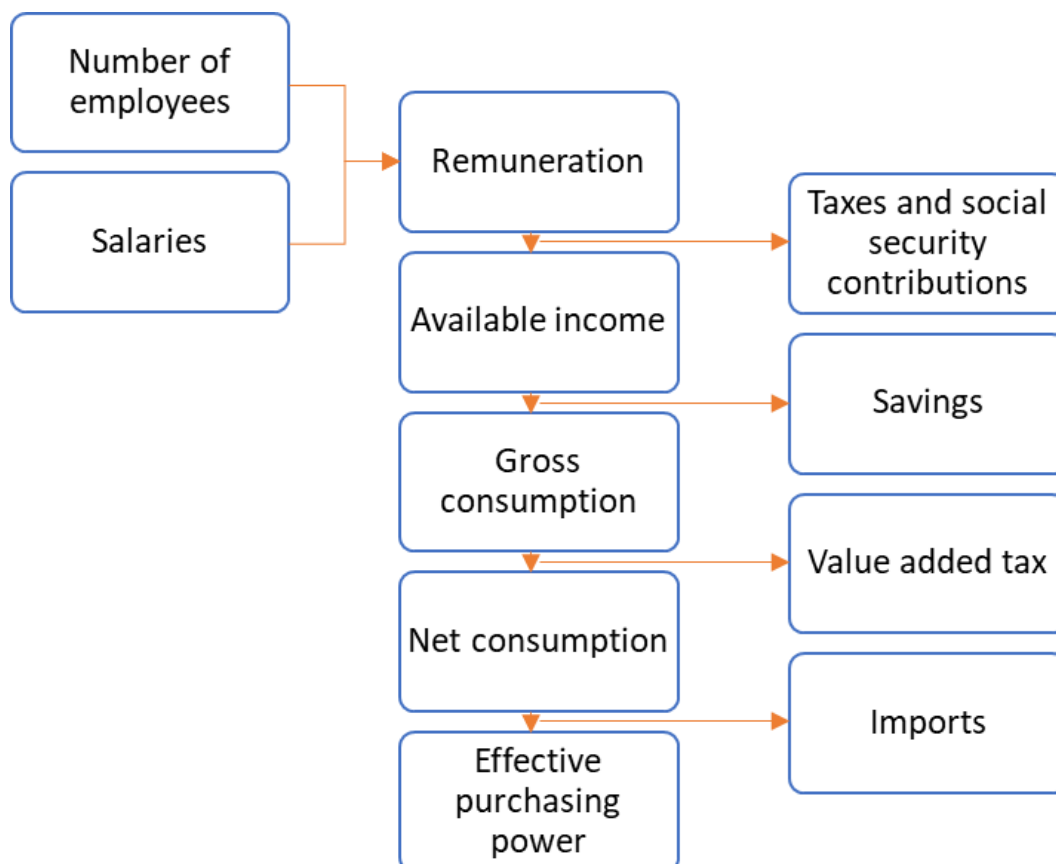 Number of
employees
Salaries
Remuneration
Taxes and social
security
contributions
Available income
Savings
Gross
consumption
Value added tax
Net consumption
Imports
Effective
purchasing
power